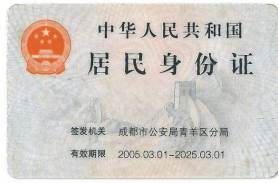 中华人民共和国
居民身份证
签发机关 成都市公安局青羊区分局
有效期限 2005.03.01-2025.03.01